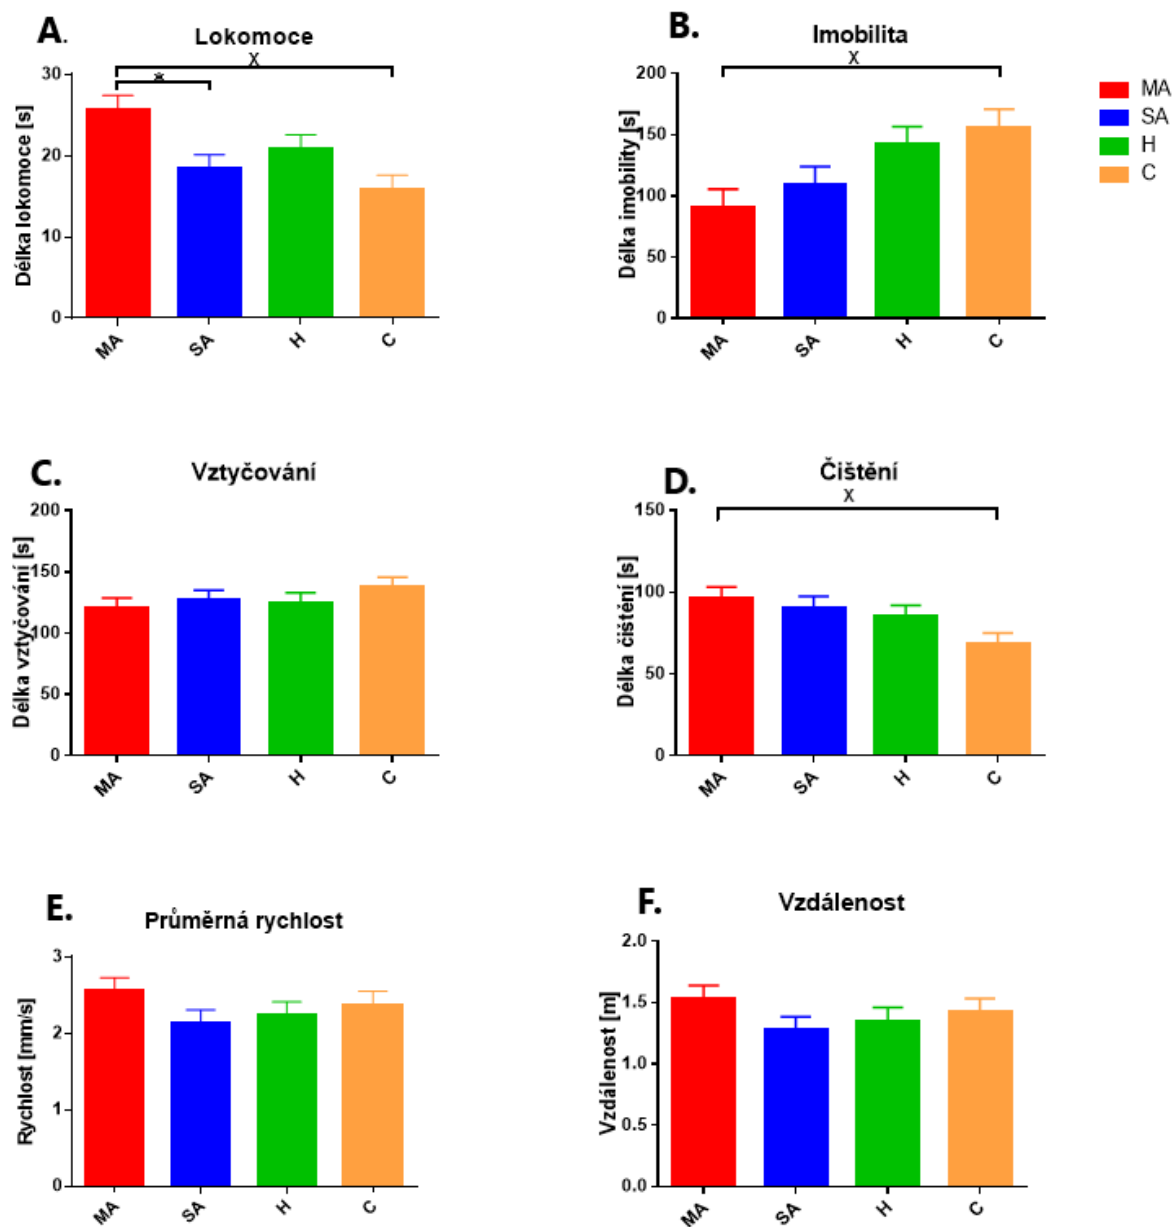 A.
Lokomoce
x
*
Délka lokomoce [s]
30
20
10
0
MA
SA
H
C
B.
Imobilita
x
Délka imobility [s]
200
150
100
50
0
MA
SA
H
C
MA
SA
H
C
C.
Vztyčování
Délka vztyčování [s]
200
150
100
50
0
MA
SA
H
C
D.
Čištění
x
Délka čištění [s]
150
100
50
0
MA
SA
H
C
E.
Průměrná rychlost
Rychlost [mm/s]
3
2
1
0
MA
SA
H
C
F.
Vzdálenost
Vzdálenost [m]
2.0
1.5
1.0
0.5
0.0
MA
SA
H
C